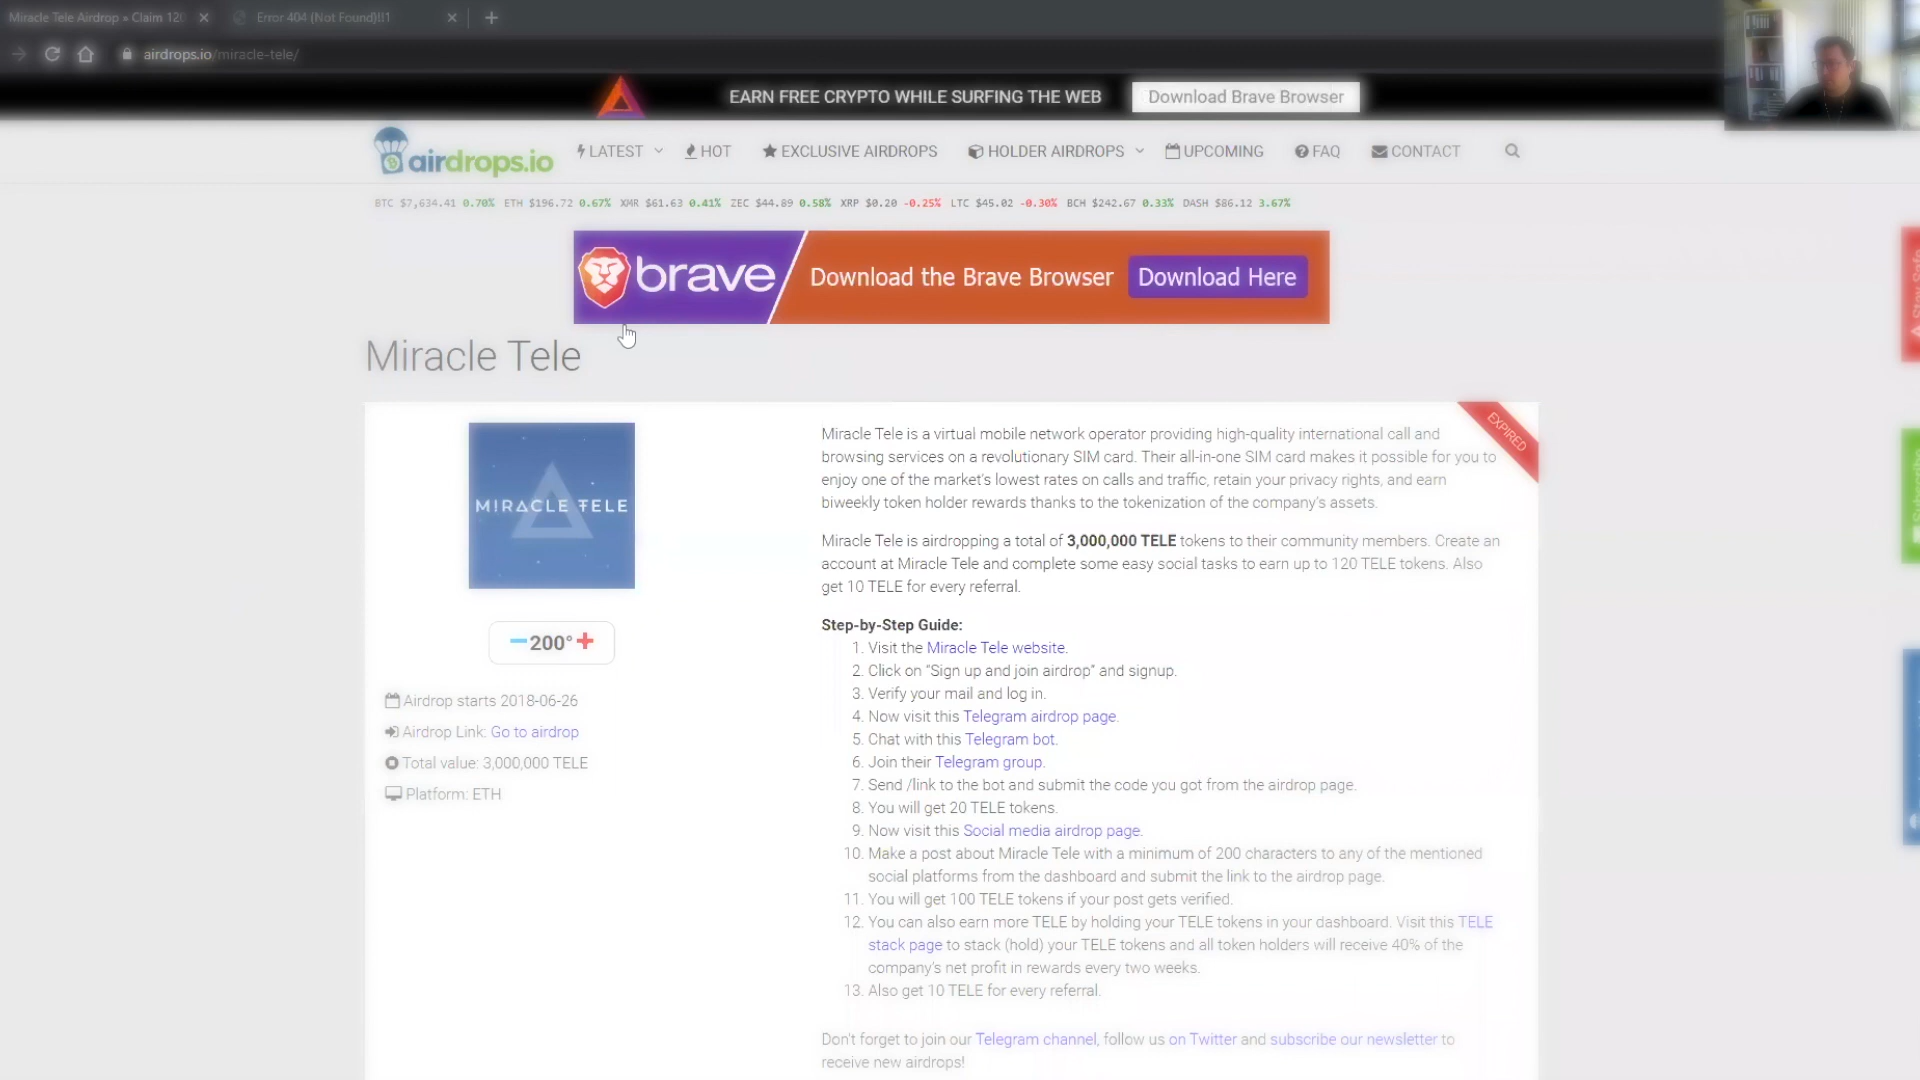 Miracle Tele Airdrop » Claim 120
Error 404 (Not Found)!!1
airdrops.io/miracle-tele/
EARN FREE CRYPTO WHILE SURFING THE WEB
Download Brave Browser
airdrops.io
LATEST
HOT
EXCLUSIVE AIRDROPS
HOLDER AIRDROPS
UPCOMING
FAQ
CONTACT
BTC $7,634.41 0.70% ETH $196.72 0.67% XMR $61.63 0.41% ZEC $44.89 0.58% XRP $0.20 -0.25% LTC $45.02 -0.30% BCH $242.67 0.33% DASH $86.12 3.67%
brave
Download the Brave Browser
Download Here
Miracle Tele
EXPIRED
MIRACLE TELE
200°
Airdrop starts 2018-06-26
Airdrop Link: Go to airdrop
Total value: 3,000,000 TELE
Platform: ETH
Miracle Tele is a virtual mobile network operator providing high-quality international call and
browsing services on a revolutionary SIM card. Their all-in-one SIM card makes it possible for you to
enjoy one of the market's lowest rates on calls and traffic, retain your privacy rights, and earn
biweekly token holder rewards thanks to the tokenization of the company's assets.
Miracle Tele is airdropping a total of 3,000,000 TELE tokens to their community members. Create an
account at Miracle Tele and complete some easy social tasks to earn up to 120 TELE tokens. Also
get 10 TELE for every referral.
Step-by-Step Guide:
1. Visit the Miracle Tele website.
2. Click on “Sign up and join airdrop” and signup.
3. Verify your mail and log in.
4. Now visit this Telegram airdrop page.
5. Chat with this Telegram bot.
6. Join their Telegram group.
7. Send /link to the bot and submit the code you got from the airdrop page.
8. You will get 20 TELE tokens.
9. Now visit this Social media airdrop page.
10. Make a post about Miracle Tele with a minimum of 200 characters to any of the mentioned
social platforms from the dashboard and submit the link to the airdrop page.
11. You will get 100 TELE tokens if your post gets verified.
12. You can also earn more TELE by holding your TELE tokens in your dashboard. Visit this TELE
stack page to stack (hold) your TELE tokens and all token holders will receive 40% of the
company's net profit in rewards every two weeks.
13. Also get 10 TELE for every referral.
Don't forget to join our Telegram channel, follow us on Twitter and subscribe our newsletter to
receive new airdrops!
Stay Safe
Subscribe